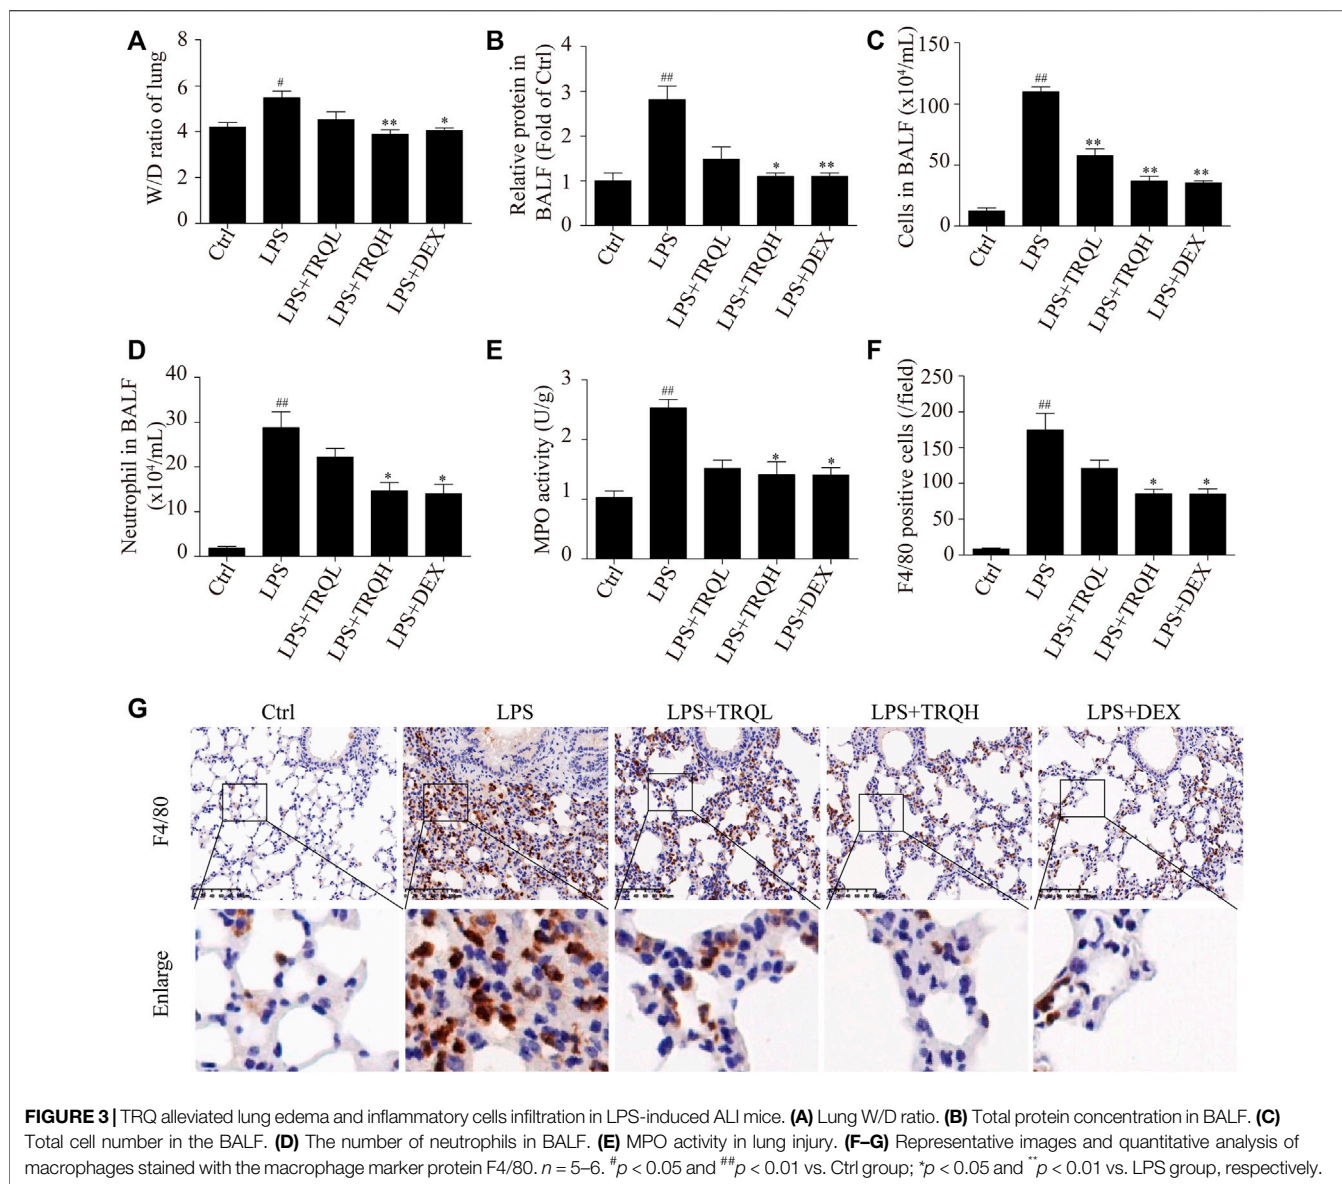 A
W/D ratio of lung
8
6
4
2
0
#
**
*
Ctrl
LPS
LPS+TRQL
LPS+TRQH
LPS+DEX
B
Relative protein in
BALF (Fold of Ctrl)
4
3
2
1
0
##
*
**
Ctrl
LPS
LPS+TRQL
LPS+TRQH
LPS+DEX
C
Cells in BALF (x10⁴/mL)
150
100
50
0
##
**
**
**
Ctrl
LPS
LPS+TRQL
LPS+TRQH
LPS+DEX
D
Neutrophil in BALF
(x10⁴/mL)
40
30
20
10
0
##
*
*
Ctrl
LPS
LPS+TRQL
LPS+TRQH
LPS+DEX
E
MPO activity (U/g)
3
2
1
0
##
*
*
Ctrl
LPS
LPS+TRQL
LPS+TRQH
LPS+DEX
F
F4/80 positive cells (/field)
250
200
150
100
50
0
##
*
*
Ctrl
LPS
LPS+TRQL
LPS+TRQH
LPS+DEX
G
Ctrl
LPS
LPS+TRQL
LPS+TRQH
LPS+DEX
F4/80
Enlarge
FIGURE 3 | TRQ alleviated lung edema and inflammatory cells infiltration in LPS-induced ALI mice. (A) Lung W/D ratio. (B) Total protein concentration in BALF. (C)
Total cell number in the BALF. (D) The number of neutrophils in BALF. (E) MPO activity in lung injury. (F–G) Representative images and quantitative analysis of
macrophages stained with the macrophage marker protein F4/80. n = 5–6. #p < 0.05 and ##p < 0.01 vs. Ctrl group; *p < 0.05 and **p < 0.01 vs. LPS group, respectively.